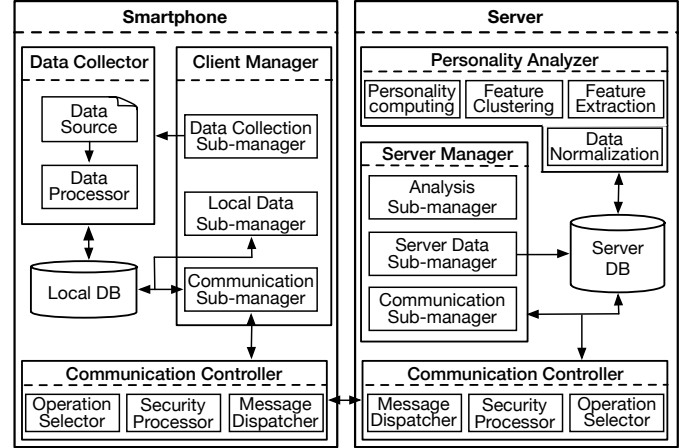 Smartphone
Data Collector
Data
Source
Data
Processor
Local DB
Client Manager
Data Collection
Sub-manager
Local Data
Sub-manager
Communication
Sub-manager
Communication Controller
Operation
Selector
Security
Processor
Message
Dispatcher
Server
Personality Analyzer
Personality
computing
Feature
Clustering
Feature
Extraction
Data
Normalization
Server Manager
Analysis
Sub-manager
Server Data
Sub-manager
Communication
Sub-manager
Server
DB
Communication Controller
Message
Dispatcher
Security
Processor
Operation
Selector